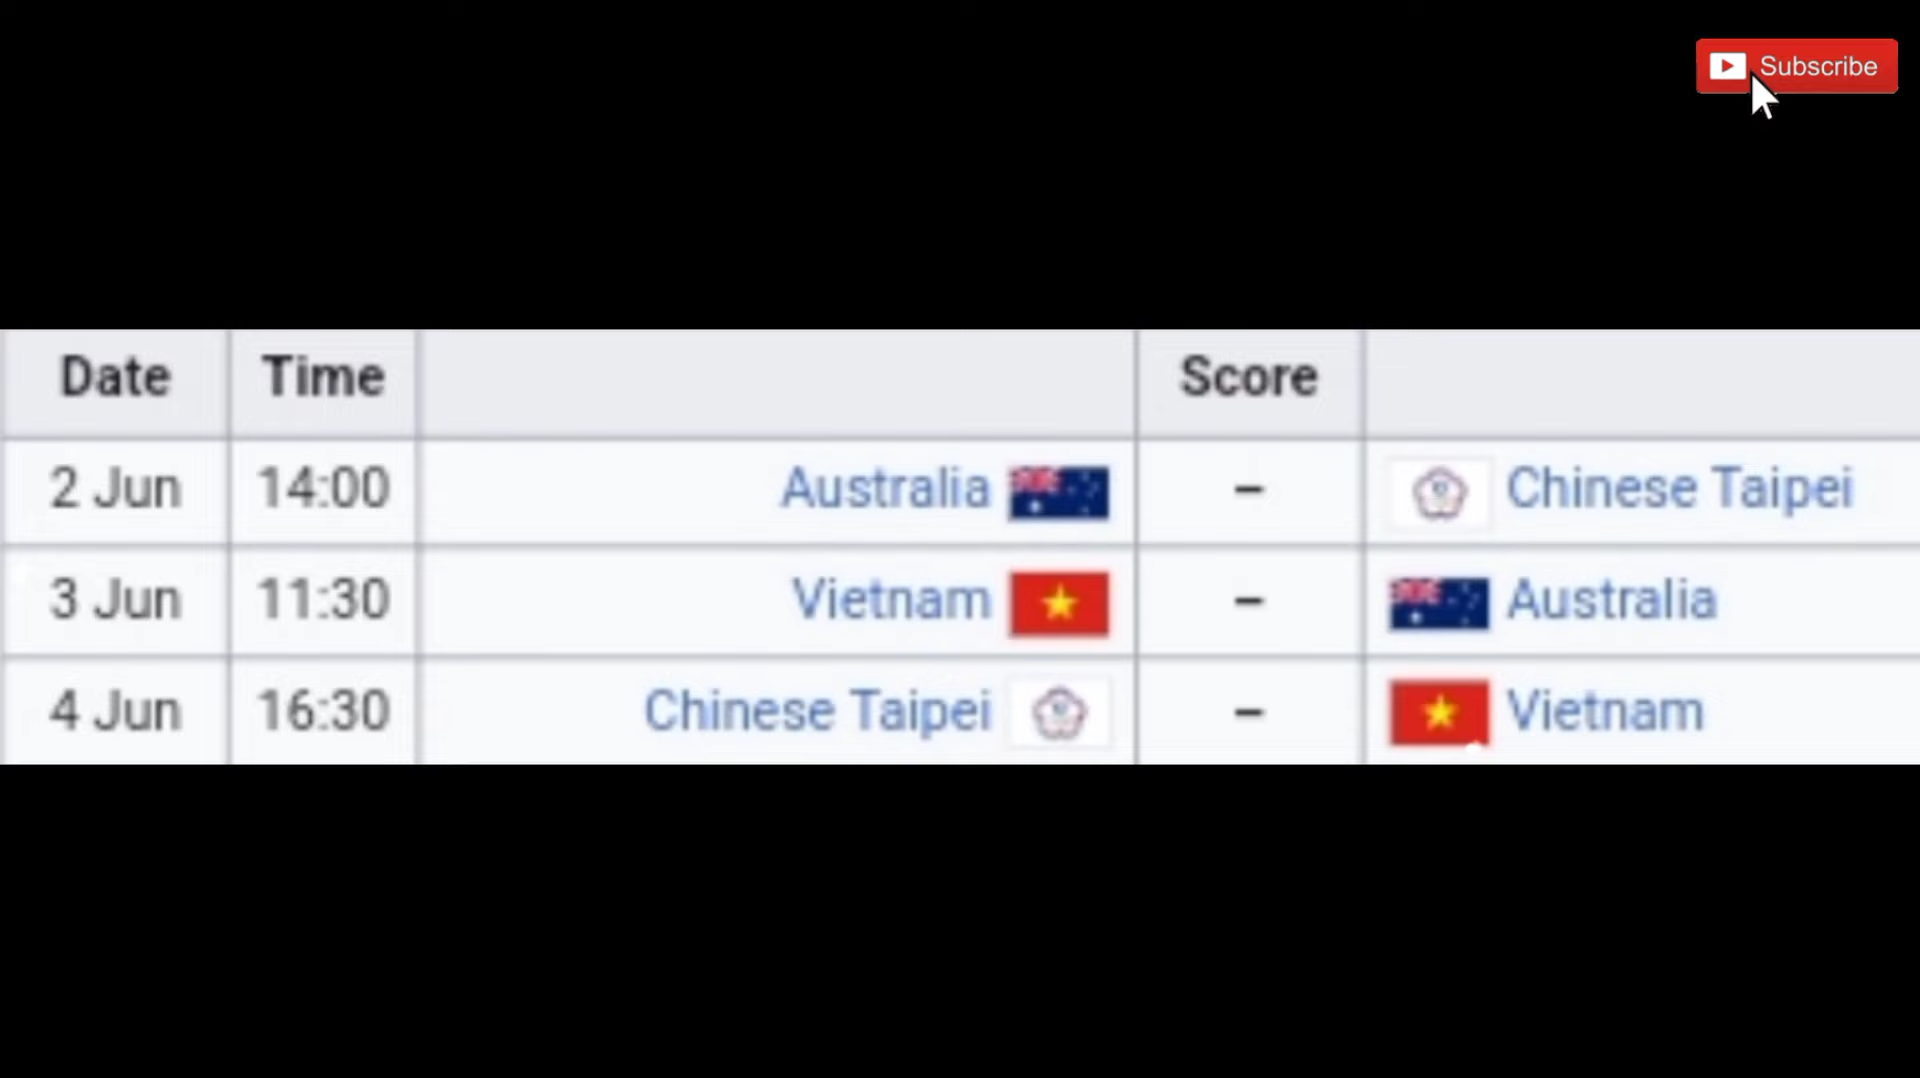 Subscribe
Date Time Score
2 Jun 14:00 Australia – Chinese Taipei
3 Jun 11:30 Vietnam – Australia
4 Jun 16:30 Chinese Taipei – Vietnam